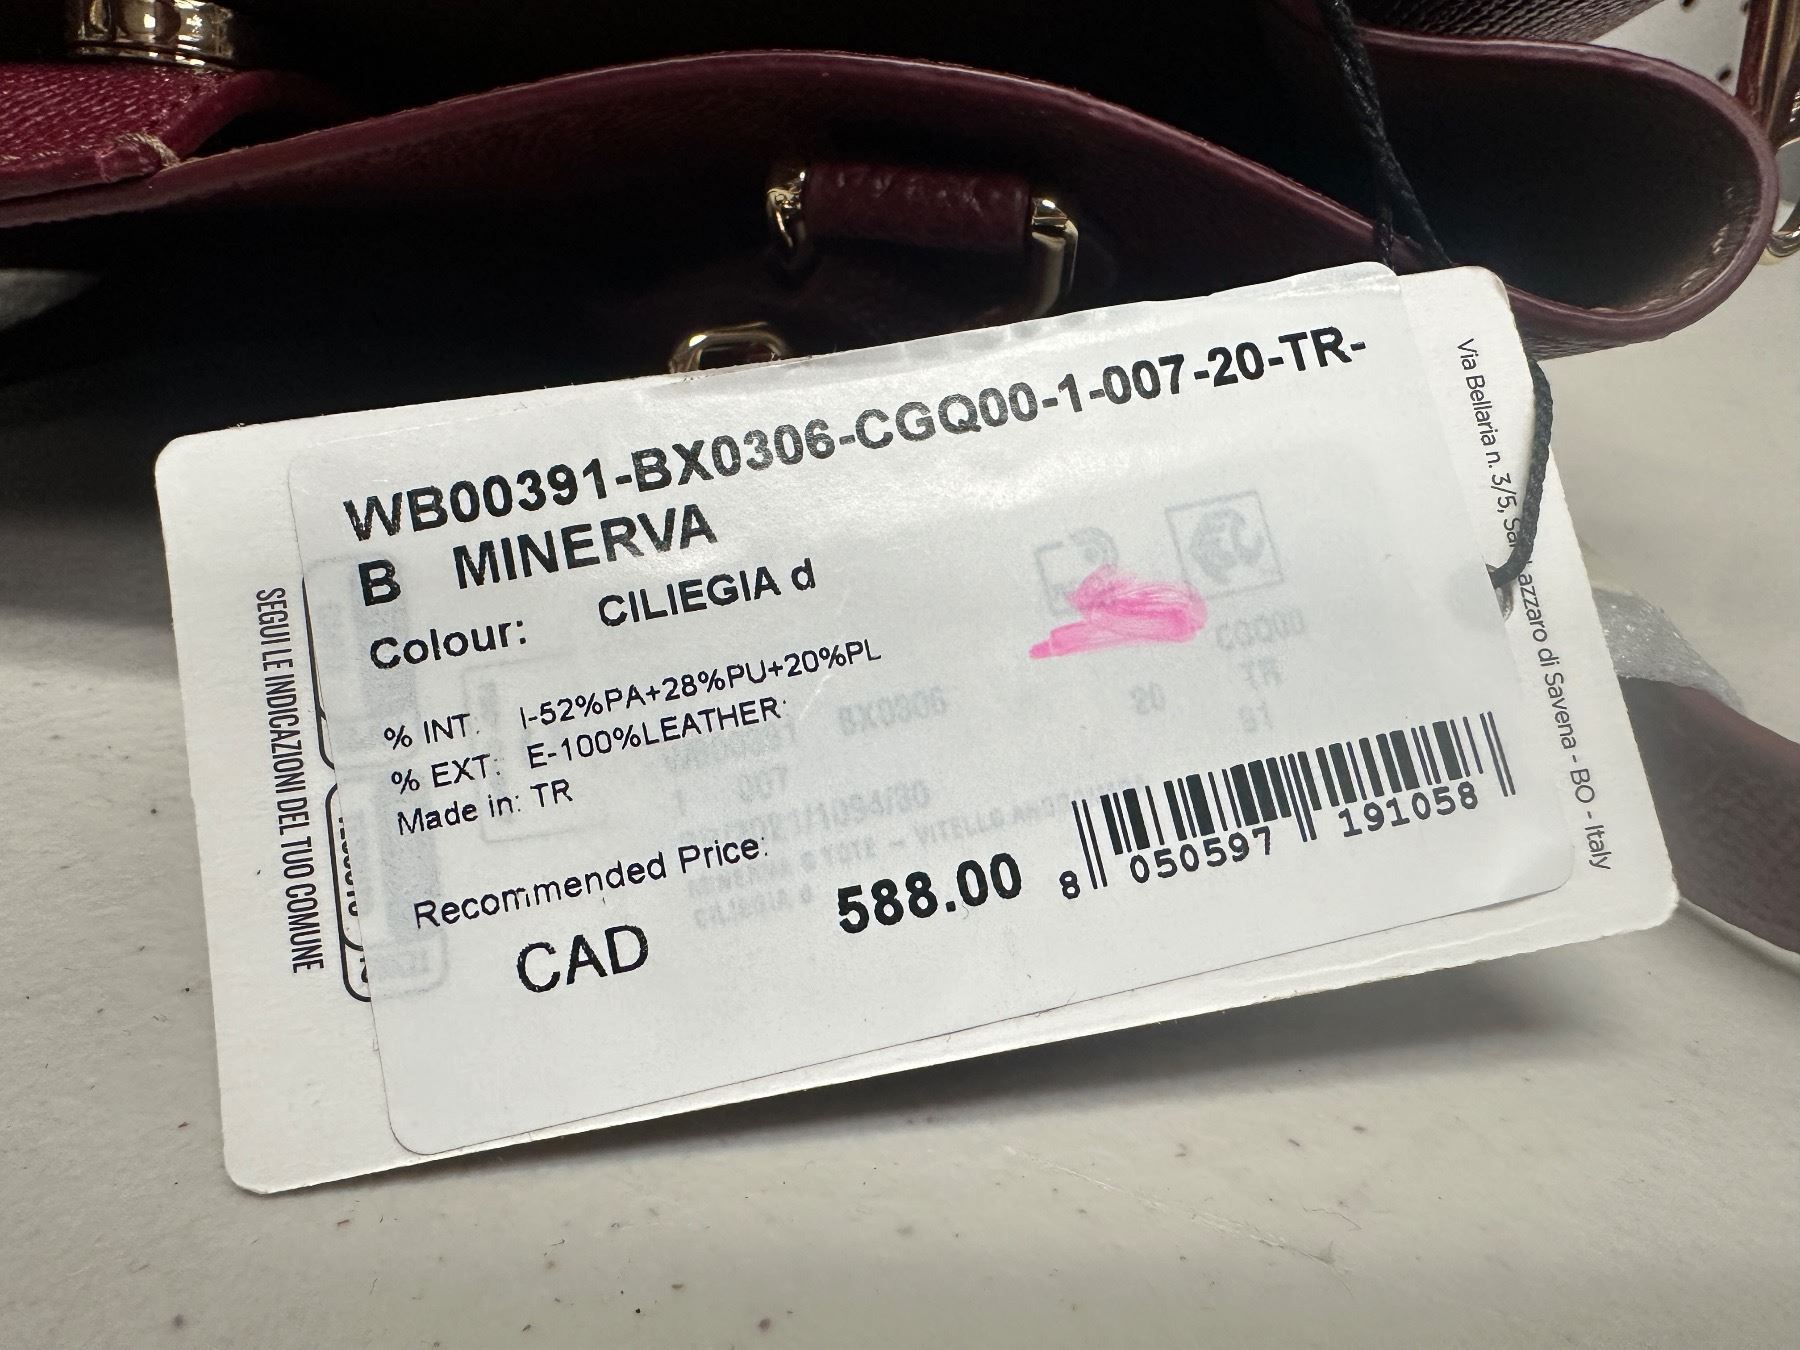 WB00391-BX0306-CGQ00-1-007-20-TR-
B MINERVA
Colour: CILIEGIA d
% INT. I-52%PA+28%PU+20%PL
% EXT. E-100%LEATHER
Made in: TR
Recommended Price:
CAD 588.00
8 050597 191058
SEGUI LE INDICAZIONI DEL TUO COMUNE
Via Bellaria n. 3/5, San Lazzaro di Savena - BO - Italy